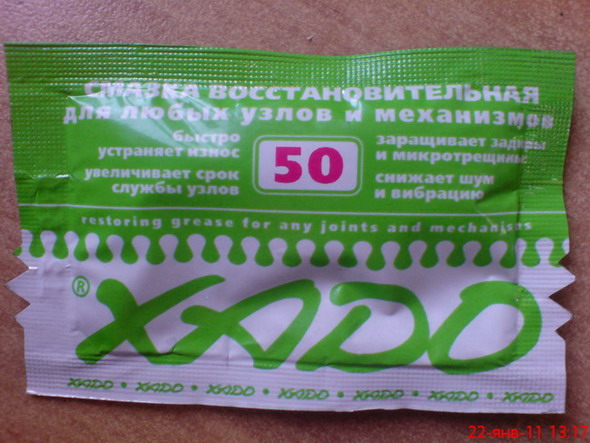 СМАЗКА ВОССТАНОВИТЕЛЬНАЯ
для любых узлов и механизмов
быстро
устраняет износ
увеличивает срок
службы узлов
50
заращивает задиры
и микротрещины
снижает шум
и вибрацию
restoring grease for any joints and mechanises
® XADO
XADO • XADO • XADO • XADO • XADO • XADO • XADO
22-янв-11 13:17